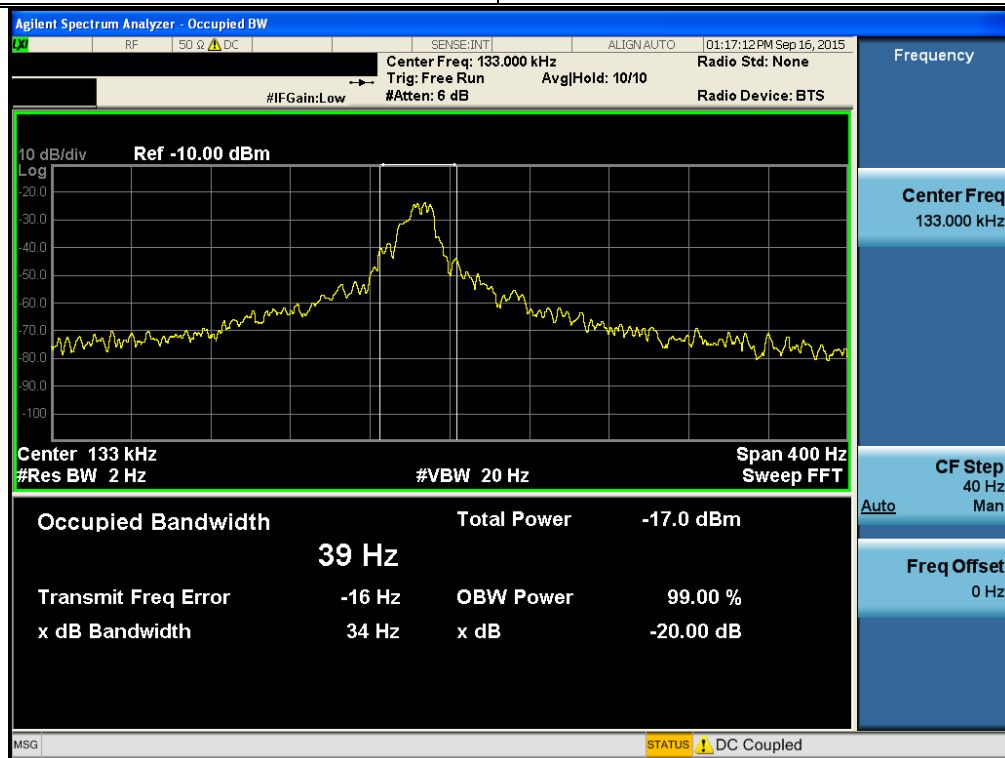 Agilent Spectrum Analyzer - Occupied BW
LXI RF 50 Ω DC SENSE:INT ALIGN AUTO 01:17:12 PM Sep 16, 2015
Center Freq: 133.000 kHz Radio Std: None
Trig: Free Run Avg|Hold: 10/10
#IFGain:Low #Atten: 6 dB Radio Device: BTS
10 dB/div Ref -10.00 dBm
Log
-20.0
-30.0
-40.0
-50.0
-60.0
-70.0
-80.0
-90.0
-100
Center 133 kHz Span 400 Hz
#Res BW 2 Hz #VBW 20 Hz Sweep FFT
Occupied Bandwidth Total Power -17.0 dBm
39 Hz
Transmit Freq Error -16 Hz OBW Power 99.00 %
x dB Bandwidth 34 Hz x dB -20.00 dB
Frequency
Center Freq
133.000 kHz
CF Step
40 Hz
Auto Man
Freq Offset
0 Hz
MSG STATUS DC Coupled